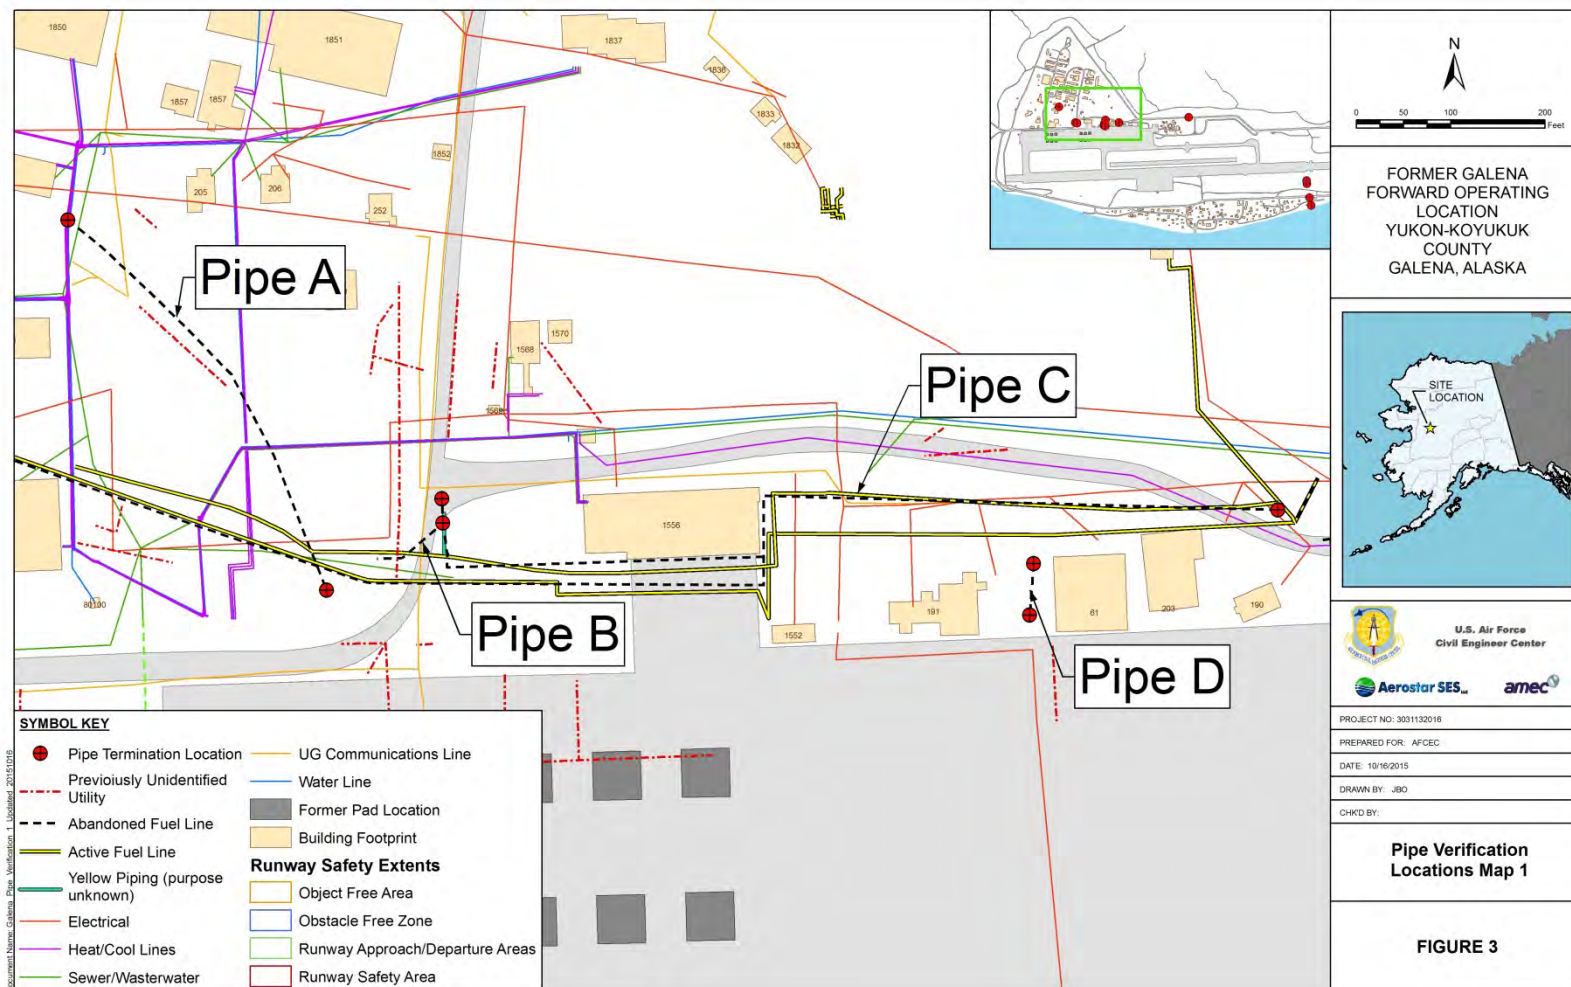 1850
1851
1837
1836
1857
1857
1833
1832
1852
205
206
252
Pipe A
1568
1570
1569
Pipe C
1556
80100
Pipe B
1552
191
61
203
190
Pipe D
SYMBOL KEY
Pipe Termination Location
Previoiusly Unidentified
Utility
Abandoned Fuel Line
Active Fuel Line
Yellow Piping (purpose
unknown)
Electrical
Heat/Cool Lines
Sewer/Wasterwater
UG Communications Line
Water Line
Former Pad Location
Building Footprint
Runway Safety Extents
Object Free Area
Obstacle Free Zone
Runway Approach/Departure Areas
Runway Safety Area
N
0 50 100 200
Feet
FORMER GALENA
FORWARD OPERATING
LOCATION
YUKON-KOYUKUK
COUNTY
GALENA, ALASKA
SITE
LOCATION
U.S. Air Force
Civil Engineer Center
Aerostar SES
amec
PROJECT NO: 3031132016
PREPARED FOR: AFCEC
DATE: 10/16/2015
DRAWN BY: JBO
CHK'D BY:
Pipe Verification
Locations Map 1
FIGURE 3